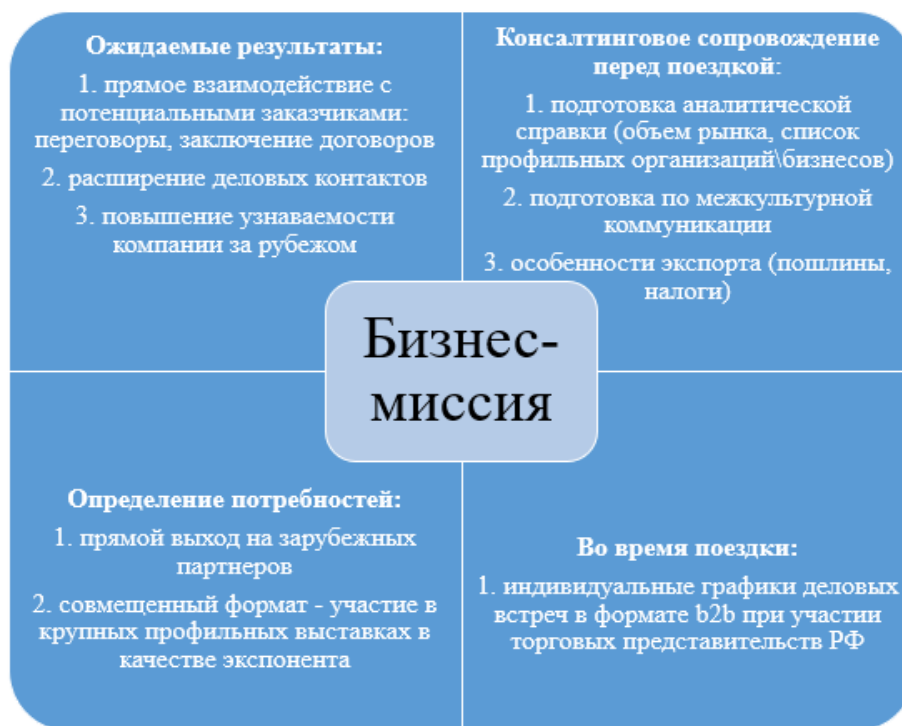 Ожидаемые результаты:
1. прямое взаимодействие с
потенциальными заказчиками:
переговоры, заключение договоров
2. расширение деловых контактов
3. повышение узнаваемости
компании за рубежом
Консалтинговое сопровождение
перед поездкой:
1. подготовка аналитической
справки (объем рынка, список
профильных организаций\бизнесов)
2. подготовка по межкультурной
коммуникации
3. особенности экспорта (пошлины,
налоги)
Бизнес-
миссия
Определение потребностей:
1. прямой выход на зарубежных
партнеров
2. совмещенный формат - участие в
крупных профильных выставках в
качестве экспонента
Во время поездки:
1. индивидуальные графики деловых
встреч в формате b2b при участии
торговых представительств РФ